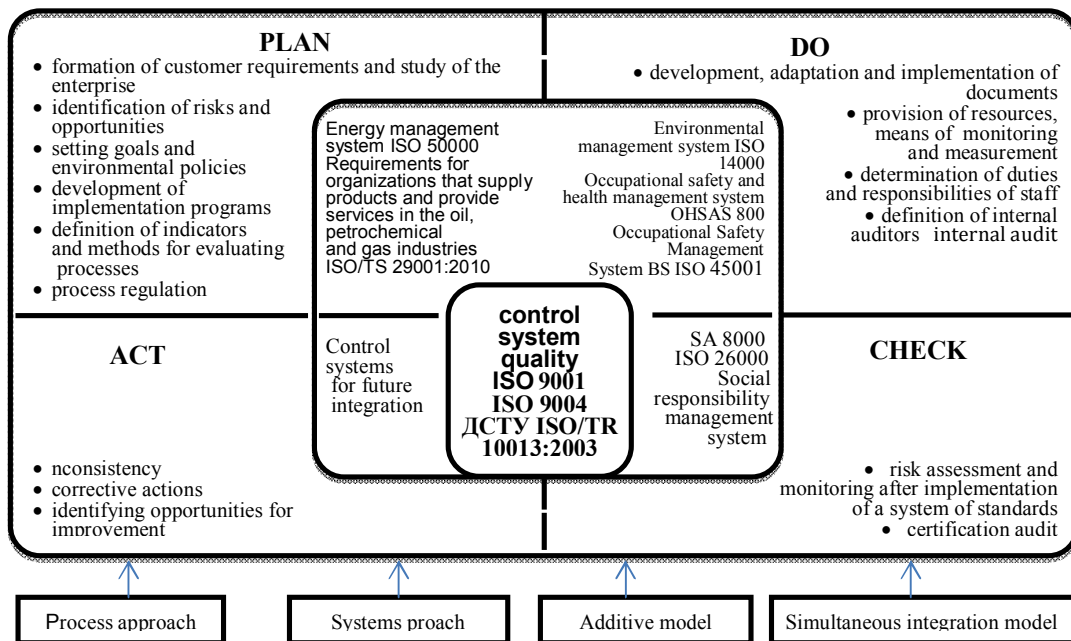 PLAN
• formation of customer requirements and study of the
enterprise
• identification of risks and
opportunities
• setting goals and
environmental policies
• development of
implementation programs
• definition of indicators
and methods for evaluating
processes
• process regulation
DO
• development, adaptation and implementation of
documents
• provision of resources,
means of monitoring
and measurement
• determination of duties
and responsibilities of staff
• definition of internal
auditors internal audit
Energy management
system ISO 50000
Requirements for
organizations that supply
products and provide
services in the oil,
petrochemical
and gas industries
ISO/TS 29001:2010
Environmental
management system ISO
14000
Occupational safety and
health management system
OHSAS 800
Occupational Safety
Management
System BS ISO 45001
control
system
quality
ISO 9001
ISO 9004
ДСТУ ISO/TR
10013:2003
ACT
• nconsistency
• corrective actions
• identifying opportunities for
improvement
Control
systems
for future
integration
SA 8000
ISO 26000
Social
responsibility
management
system
CHECK
• risk assessment and
monitoring after implementation
of a system of standards
• certification audit
Process approach
Systems proach
Additive model
Simultaneous integration model